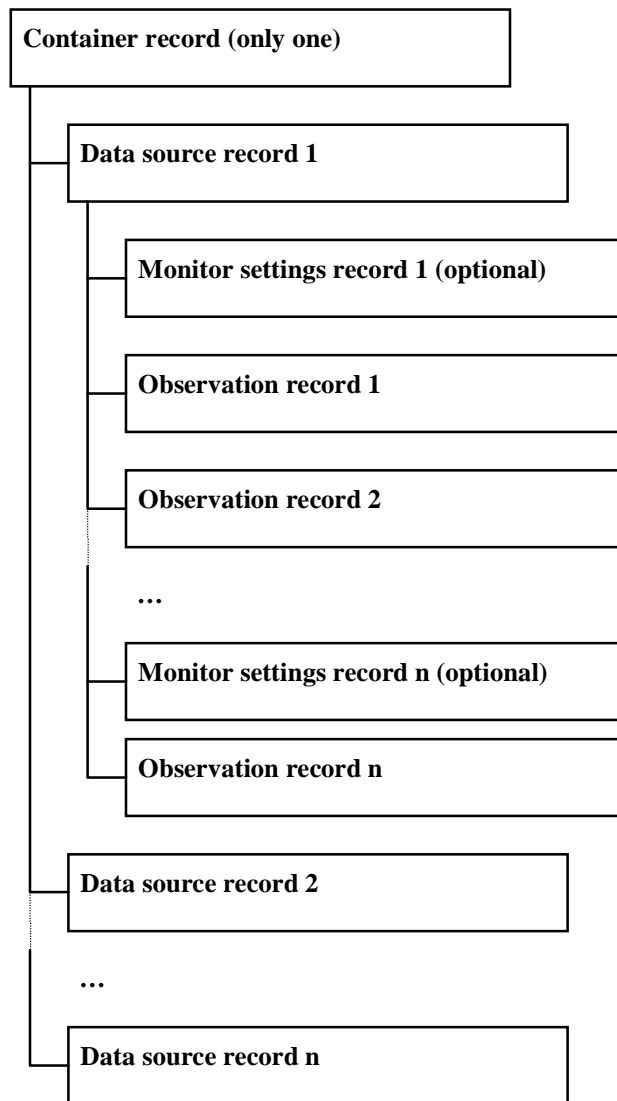 Container record (only one)
Data source record 1
Monitor settings record 1 (optional)
Observation record 1
Observation record 2
...
Monitor settings record n (optional)
Observation record n
Data source record 2
...
Data source record n